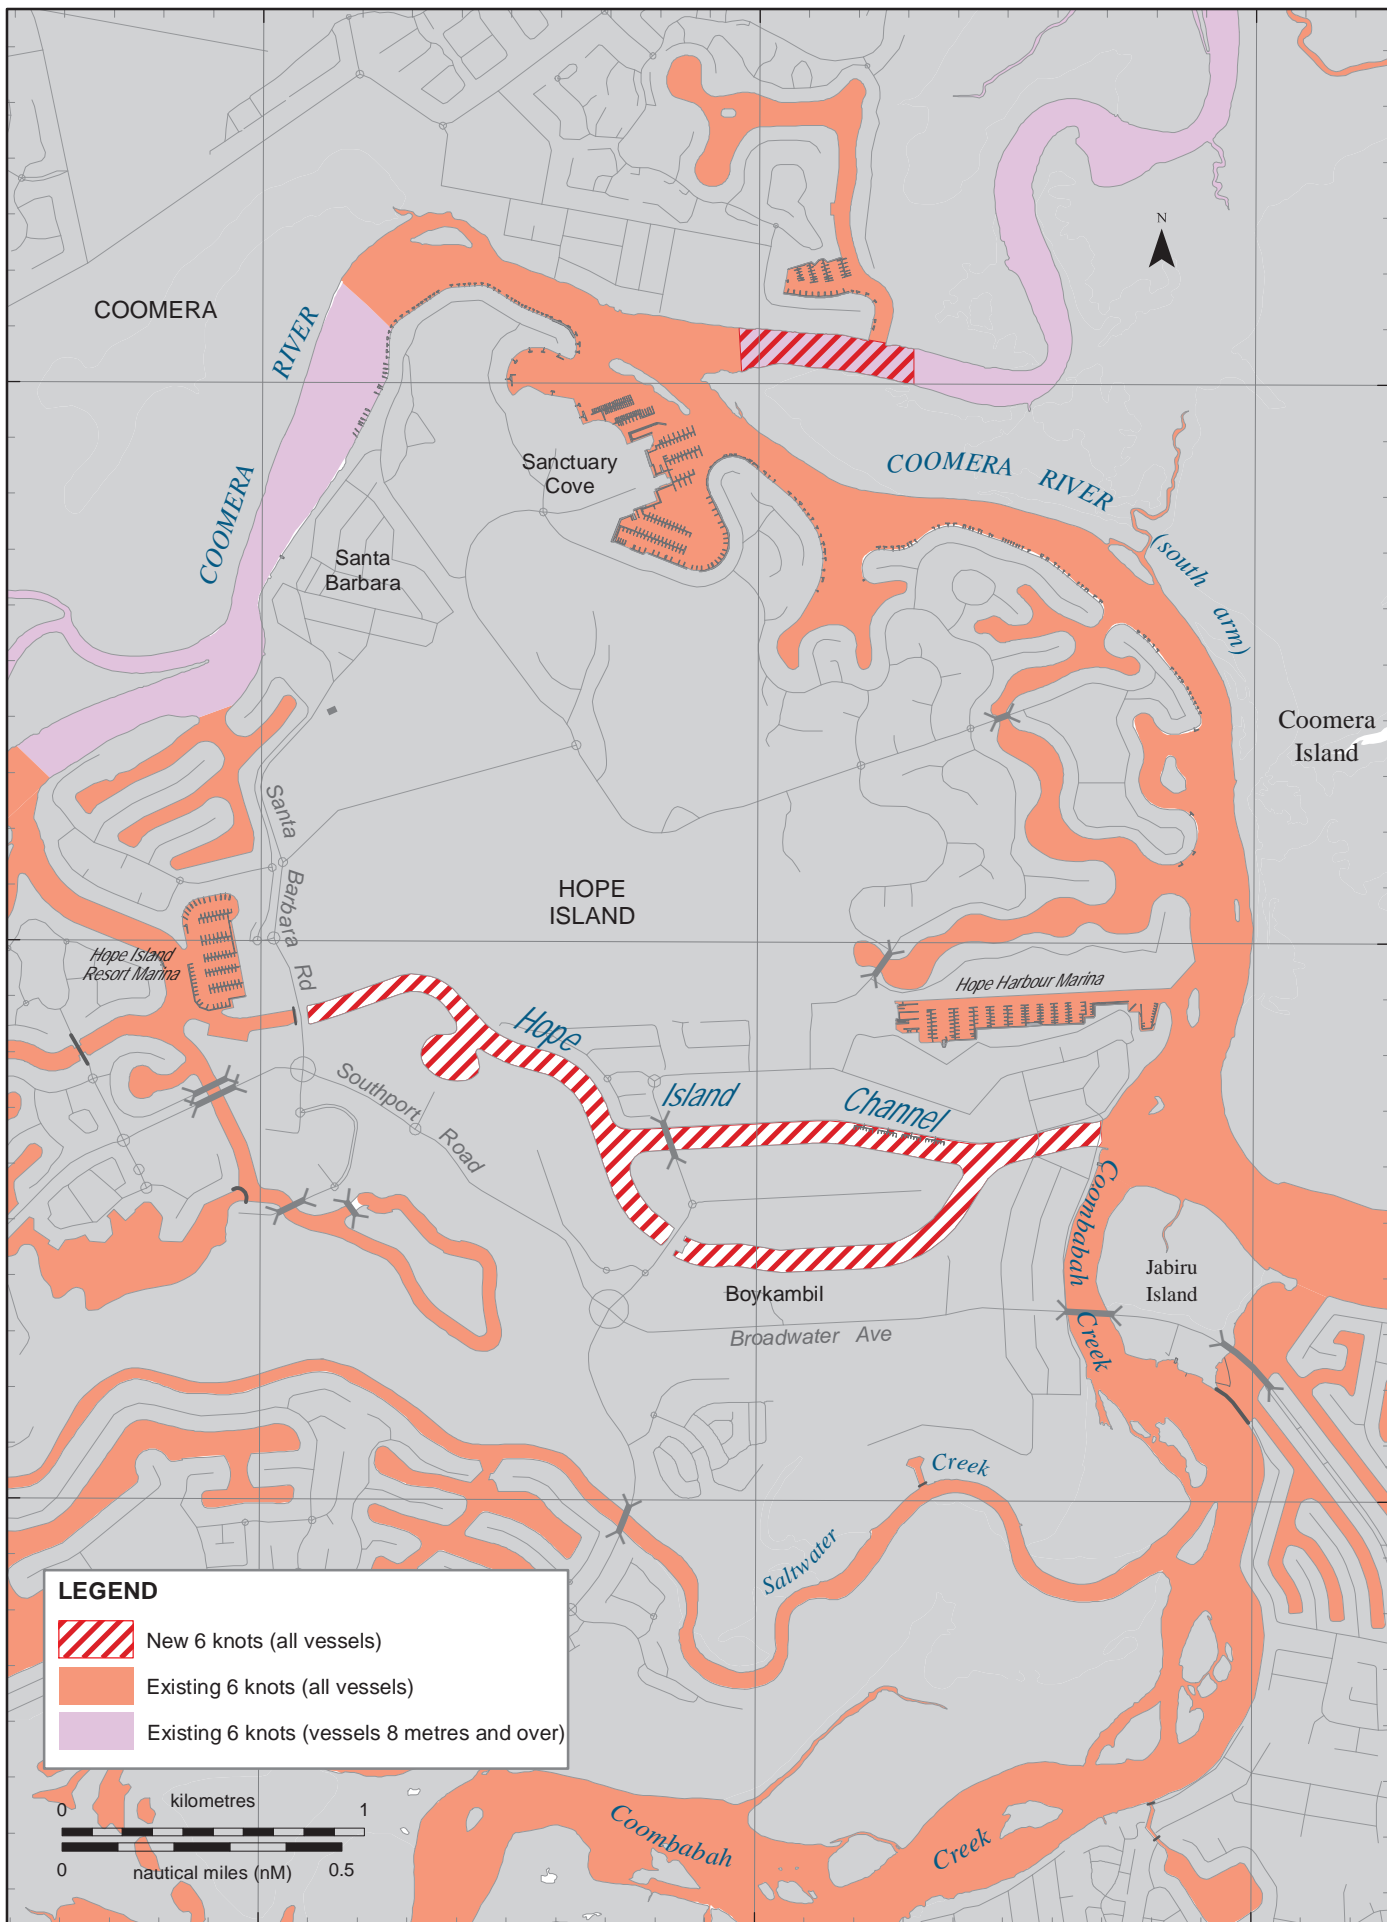 N
COOMERA
RIVER
COOMERA
COOMERA RIVER
(south arm)
Sanctuary
Cove
Santa
Barbara
Coomera
Island
Santa
Barbara
Rd
HOPE
ISLAND
Hope Island
Resort Marina
Hope Harbour Marina
Hope
Island
Channel
Southport
Road
Coombabah
Creek
Jabiru
Island
Boykambil
Broadwater Ave
Creek
Saltwater
LEGEND
New 6 knots (all vessels)
Existing 6 knots (all vessels)
Existing 6 knots (vessels 8 metres and over)
kilometres
0 1
0 0.5
nautical miles (nM)
Coombabah
Creek